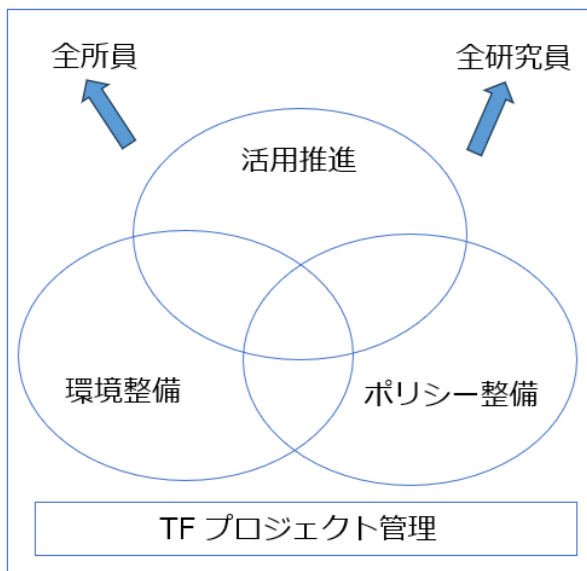 全所員
全研究員
活用推進
環境整備
ポリシー整備
TF プロジェクト管理